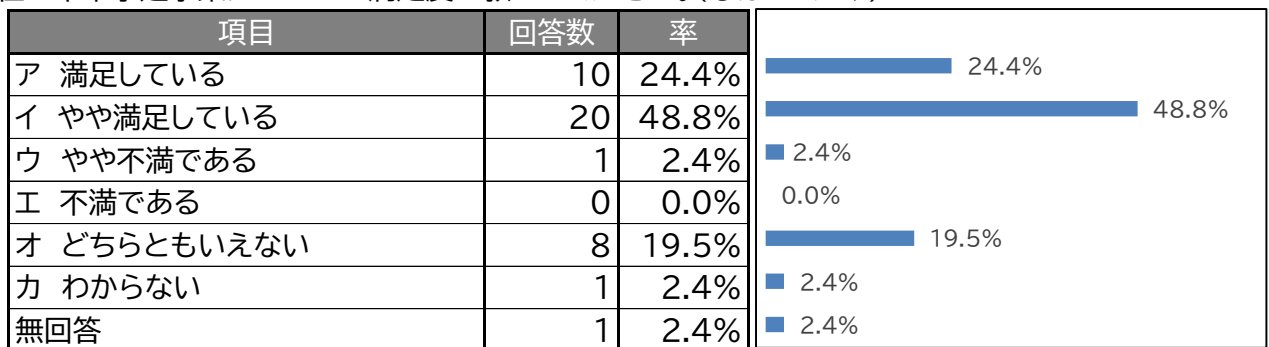 項目 回答数 率
ア 満足している 10 24.4%
イ やや満足している 20 48.8%
ウ やや不満である 1 2.4%
エ 不満である 0 0.0%
オ どちらともいえない 8 19.5%
カ わからない 1 2.4%
無回答 1 2.4%
24.4%
48.8%
2.4%
0.0%
19.5%
2.4%
2.4%